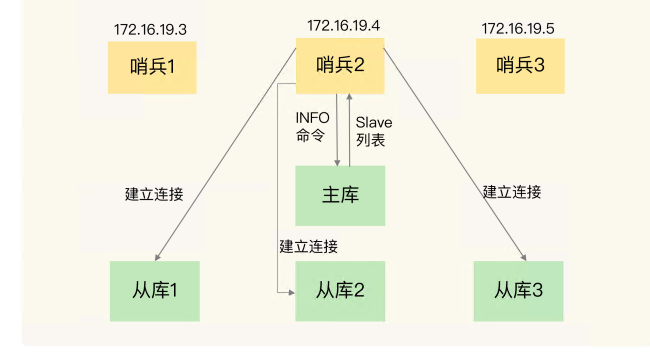 172.16.19.3
172.16.19.4
172.16.19.5
哨兵1
哨兵2
哨兵3
INFO
命令
Slave
列表
主库
建立连接
建立连接
建立连接
从库1
从库2
从库3